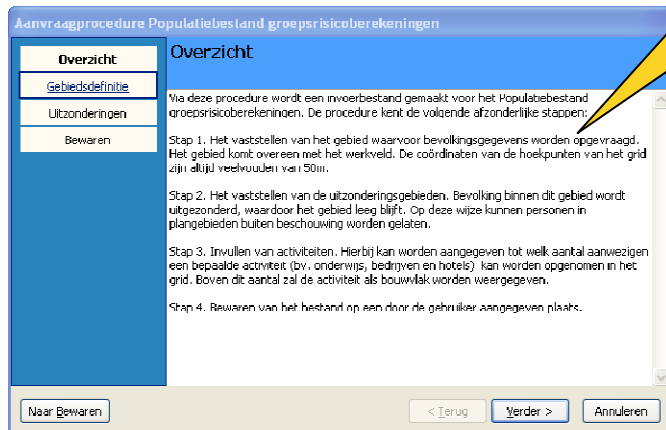 Aanvraagprocedure Populatiebestand groepsrisicoberekeningen
Overzicht
Gebiedsdefinitie
Uitzonderingen
Bewaren
Overzicht
Via deze procedure wordt een invoerbestand gemaakt voor het Populatiebestand
groepsrisicoberekeningen. De procedure kent de volgende afzonderlijke stappen:
Stap 1. Het vaststellen van het gebied waarvoor bevolkingsgegevens worden opgevraagd.
Het gebied komt overeen met het werkveld. De coördinaten van de hoekpunten van het grid
zijn altijd veelvouden van 50m.
Stap 2. Het vaststellen van de uitzonderingsgebieden. Bevolking binnen dit gebied wordt
uitgezonderd, waardoor het gebied leeg blijft. Op deze wijze kunnen personen in
plangebieden buiten beschouwing worden gelaten.
Stap 3. Invullen van activiteiten. Hierbij kan worden aangegeven tot welk aantal aanwezigen
een bepaalde activiteit (bv. onderwijs, bedrijven en hotels) kan worden opgenomen in het
grid. Boven dit aantal zal de activiteit als bouwvlak worden weergegeven.
Stap 4. Bewaren van het bestand op een door de gebruiker aangegeven plaats.
Naar Bewaren
< Terug
Verder >
Annuleren